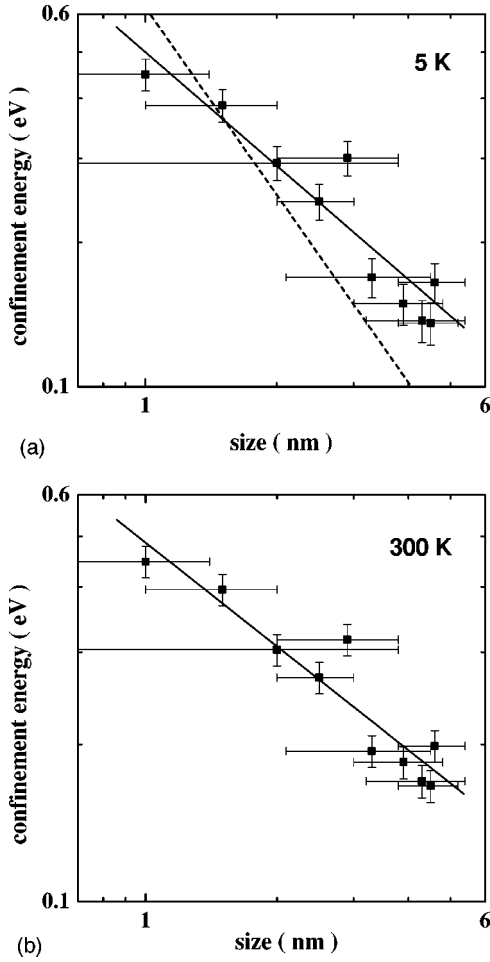 0.6
5 K
confinement energy ( eV )
0.1
1
6
(a)
size ( nm )
0.6
300 K
confinement energy ( eV )
0.1
1
6
(b)
size ( nm )